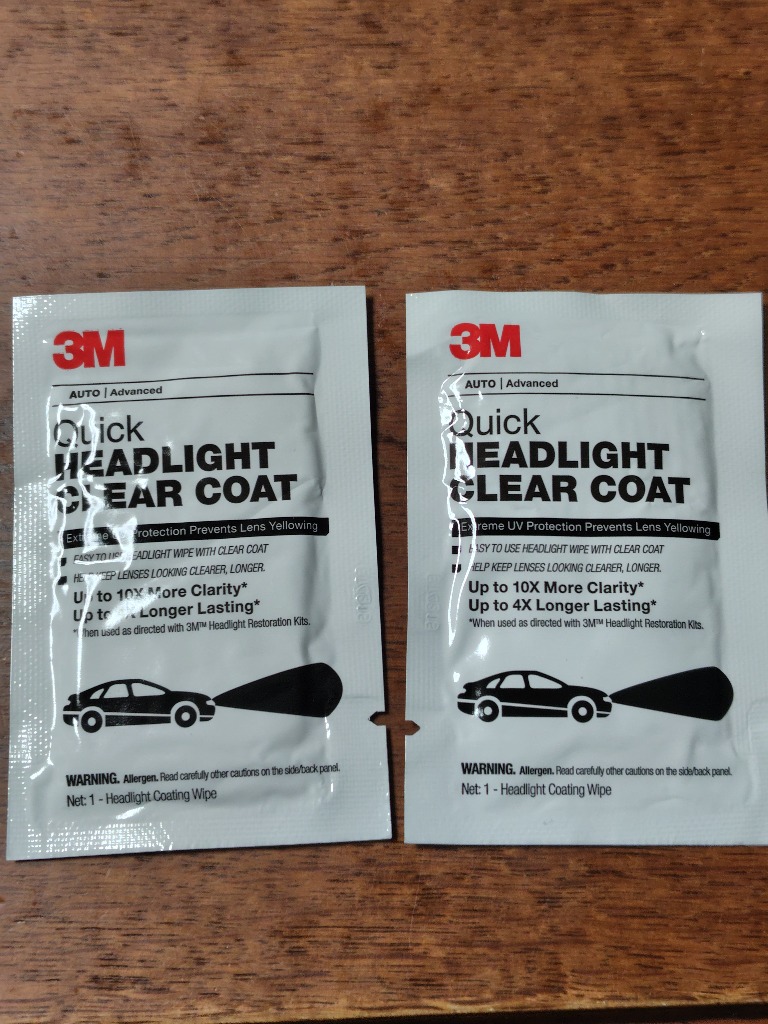 3M
AUTO | Advanced
Quick
HEADLIGHT
CLEAR COAT
Extreme UV Protection Prevents Lens Yellowing
EASY TO USE HEADLIGHT WIPE WITH CLEAR COAT
HELP KEEP LENSES LOOKING CLEARER, LONGER.
Up to 10X More Clarity*
Up to 4X Longer Lasting*
*When used as directed with 3M™ Headlight Restoration Kits.
WARNING. Allergen. Read carefully other cautions on the side/back panel.
Net: 1 - Headlight Coating Wipe
3M
AUTO | Advanced
Quick
HEADLIGHT
CLEAR COAT
Extreme UV Protection Prevents Lens Yellowing
EASY TO USE HEADLIGHT WIPE WITH CLEAR COAT
HELP KEEP LENSES LOOKING CLEARER, LONGER.
Up to 10X More Clarity*
Up to 4X Longer Lasting*
*When used as directed with 3M™ Headlight Restoration Kits.
WARNING. Allergen. Read carefully other cautions on the side/back panel.
Net: 1 - Headlight Coating Wipe